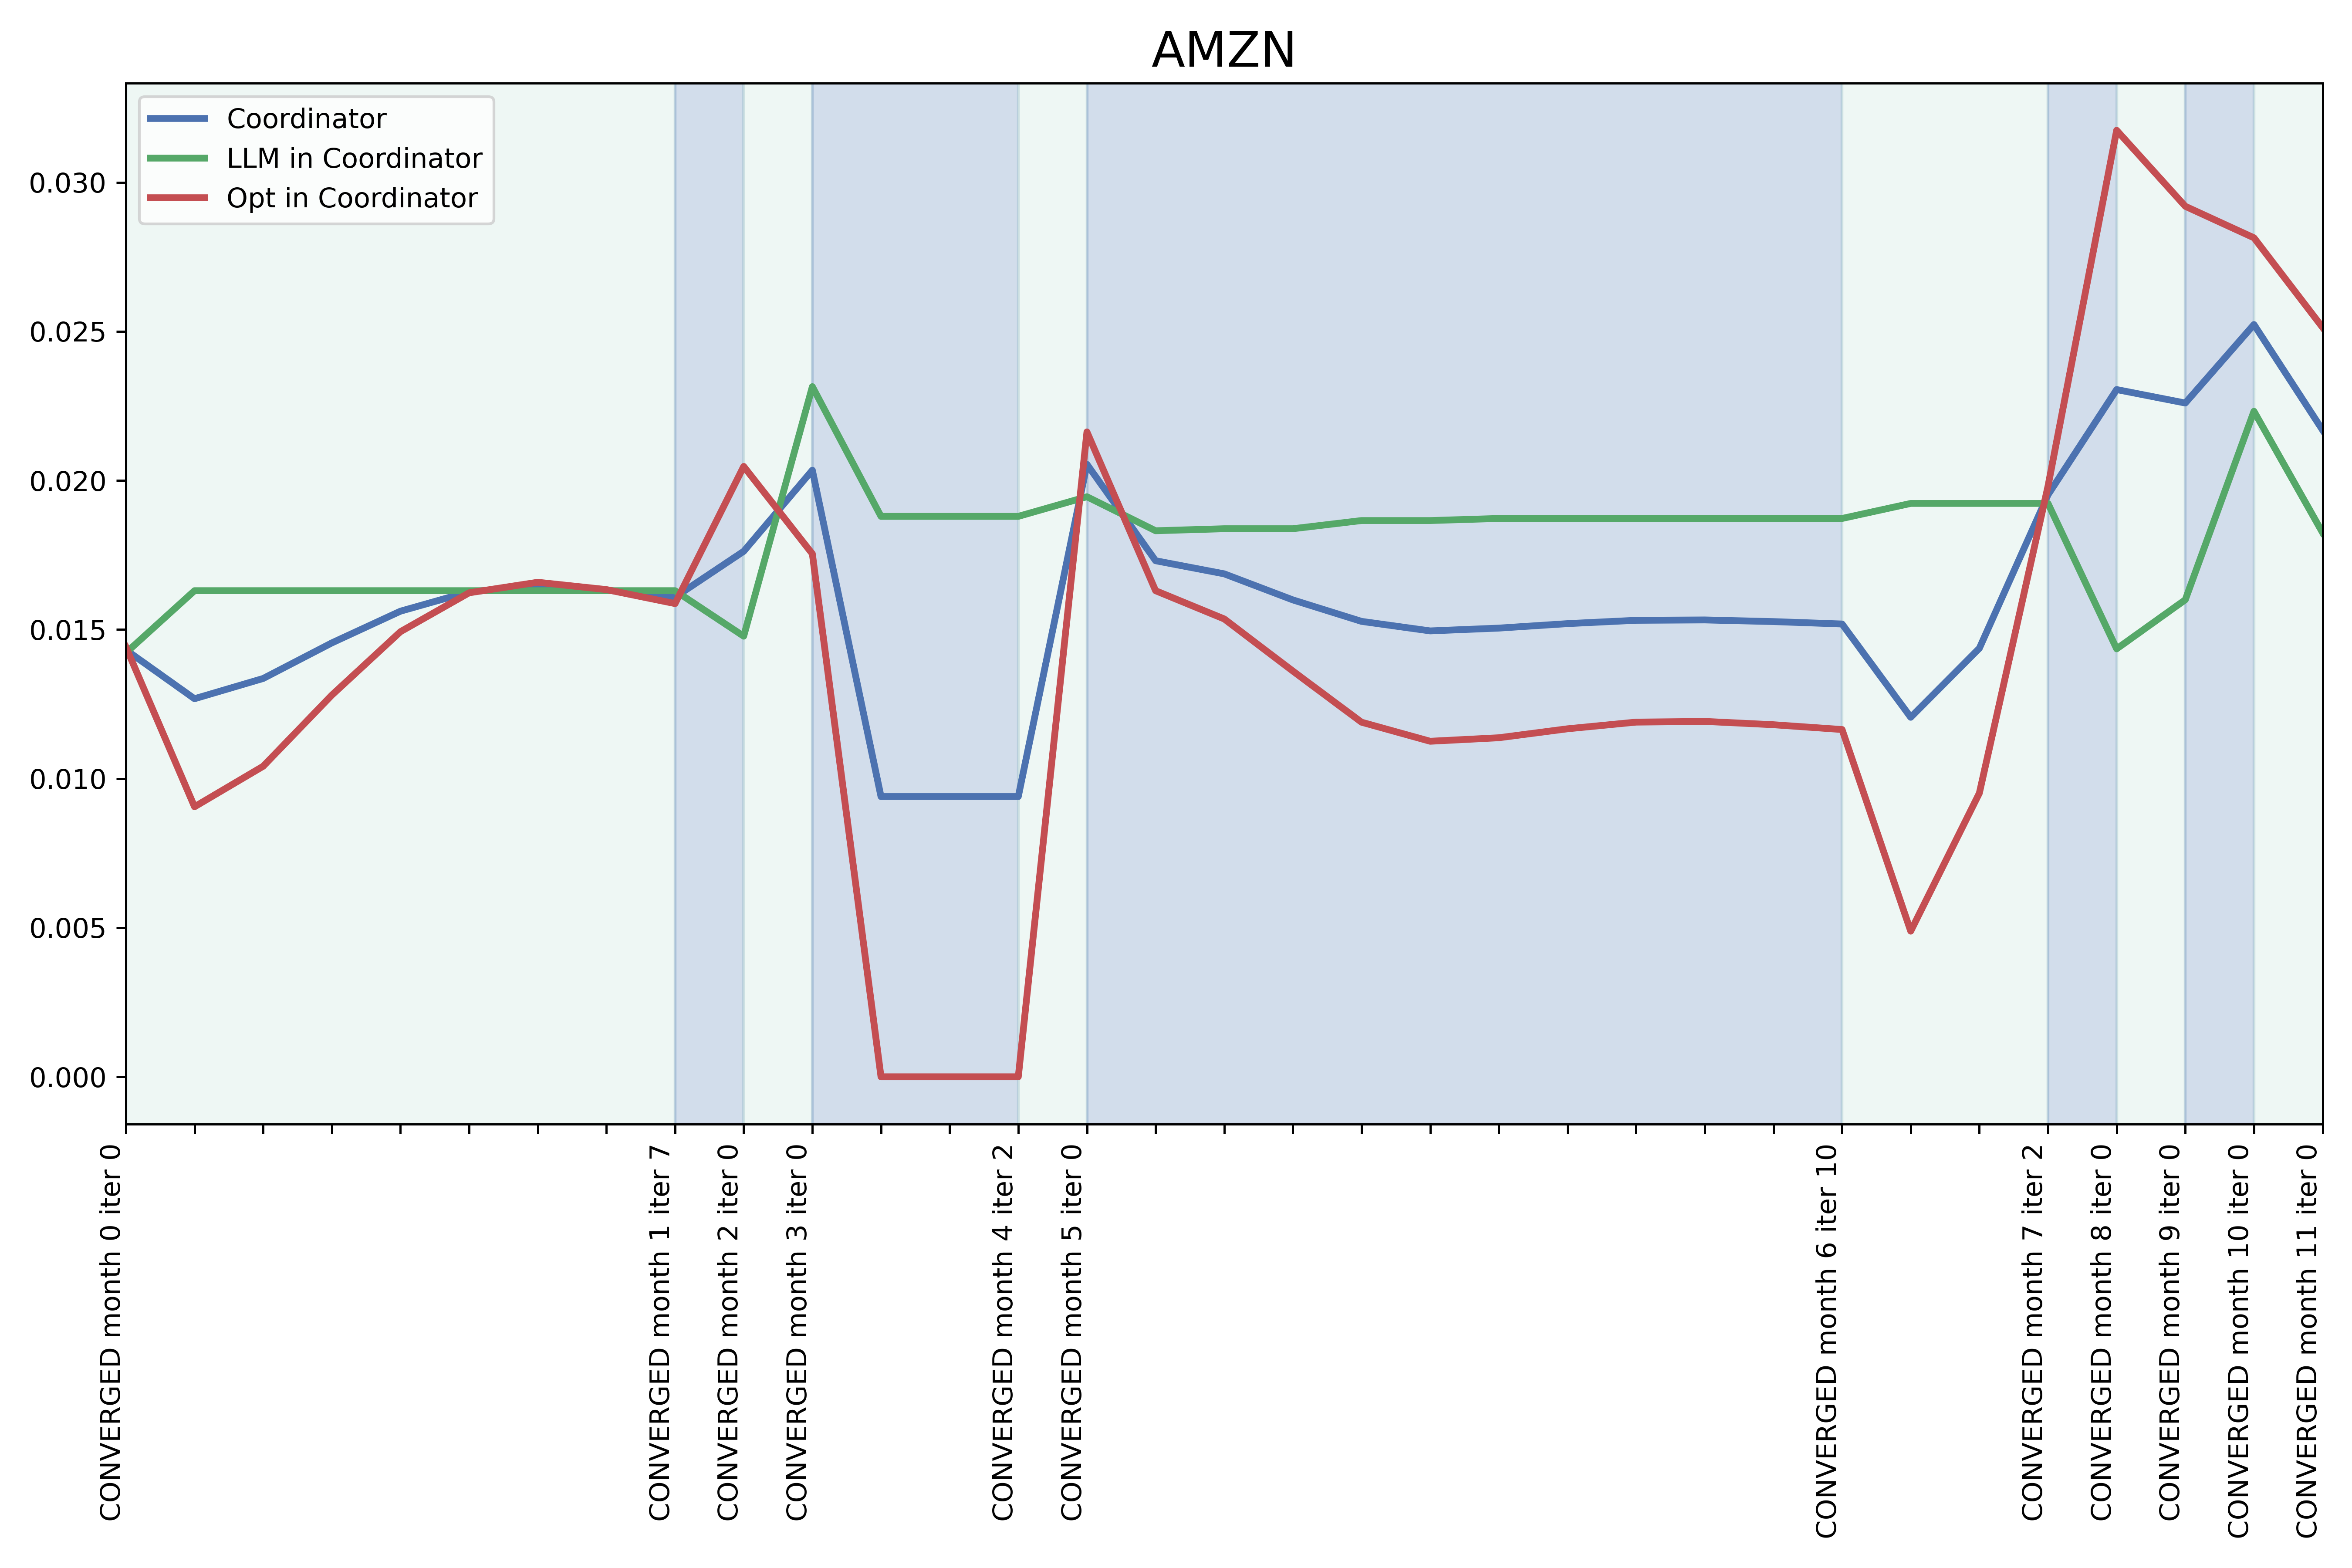 AMZN
Coordinator
LLM in Coordinator
Opt in Coordinator
0.030
0.025
0.020
0.015
0.010
0.005
0.000
CONVERGED month 0 iter 0
CONVERGED month 1 iter 7
CONVERGED month 2 iter 0
CONVERGED month 3 iter 0
CONVERGED month 4 iter 2
CONVERGED month 5 iter 0
CONVERGED month 6 iter 10
CONVERGED month 7 iter 2
CONVERGED month 8 iter 0
CONVERGED month 9 iter 0
CONVERGED month 10 iter 0
CONVERGED month 11 iter 0